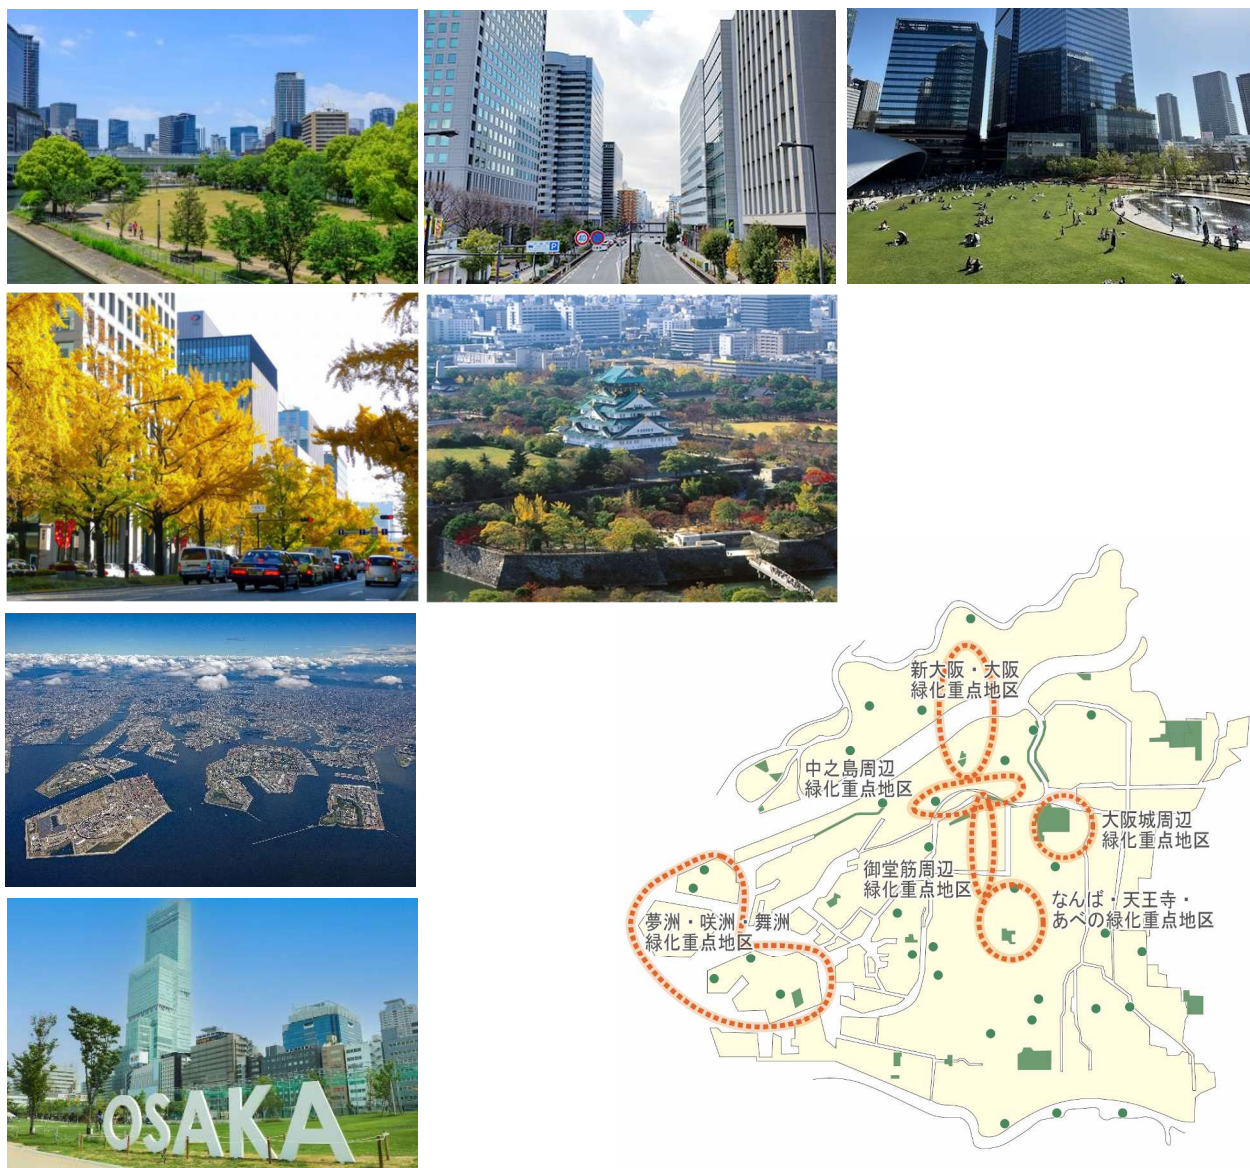 OSAKA
新大阪・大阪
緑化重点地区
中之島周辺
緑化重点地区
大阪城周辺
緑化重点地区
御堂筋周辺
緑化重点地区
なんば・天王寺・
あべの緑化重点地区
夢洲・咲洲・舞洲
緑化重点地区